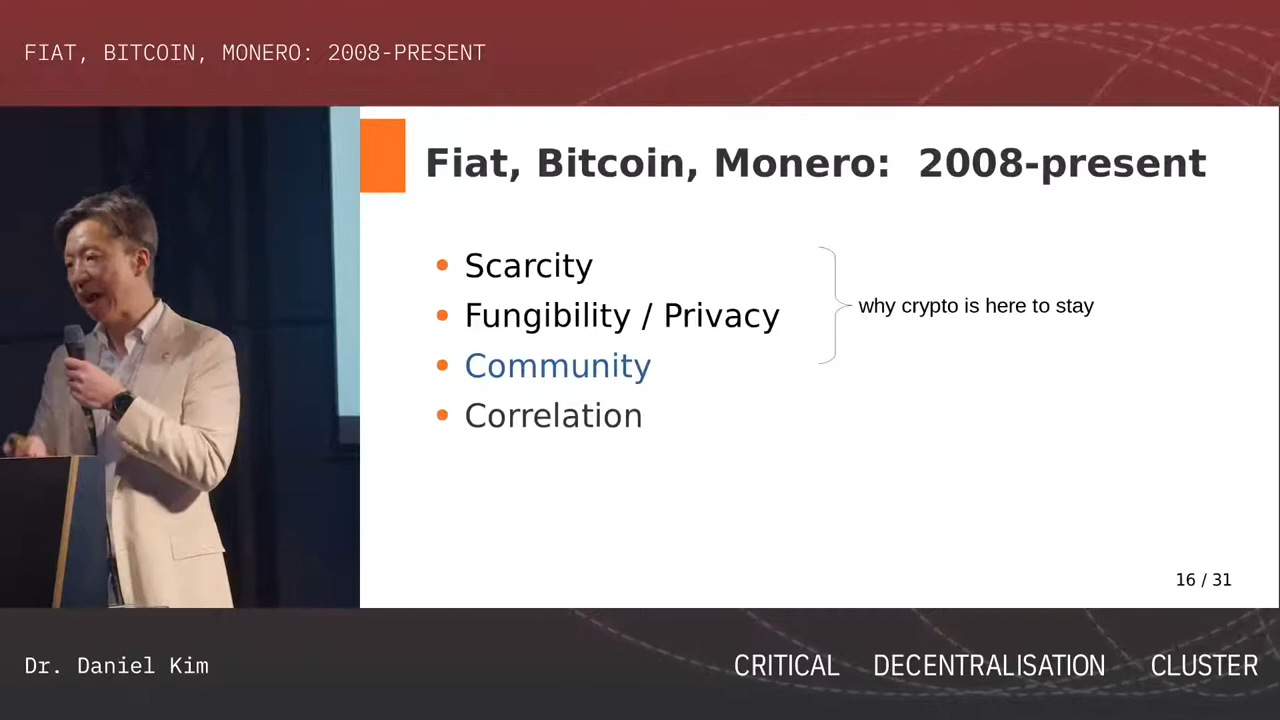 FIAT, BITCOIN, MONERO: 2008-PRESENT
Fiat, Bitcoin, Monero: 2008-present
Scarcity
Fungibility / Privacy
Community
Correlation
why crypto is here to stay
16 / 31
Dr. Daniel Kim
CRITICAL DECENTRALISATION CLUSTER